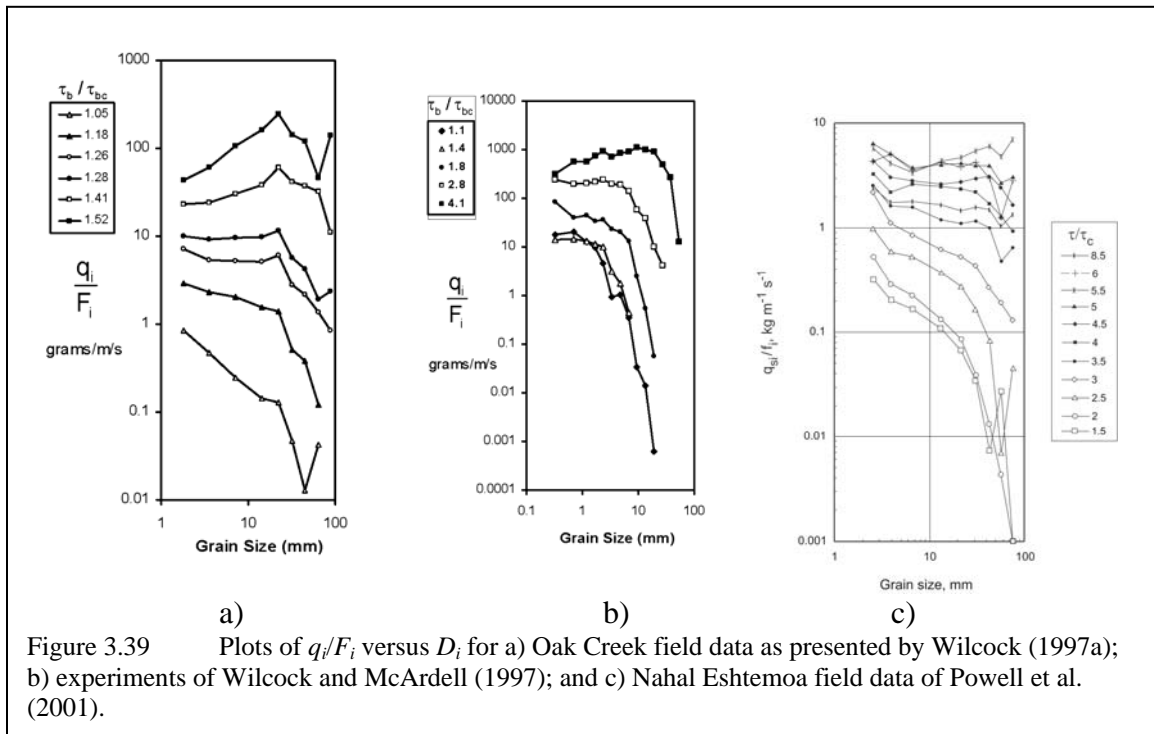 1000
100
10
1
0.1
0.01
1
10
100
τb / τbc
1.05
1.18
1.26
1.28
1.41
1.52
qi
Fi
grams/m/s
Grain Size (mm)
a)
10000
1000
100
10
1
0.1
0.01
0.001
0.0001
0.1
1
10
100
τb / τbc
1.1
1.4
1.8
2.8
4.1
qi
Fi
grams/m/s
Grain Size (mm)
b)
10
1
0.1
0.01
0.001
1
10
100
qsi/fi, kg m-1 s-1
Grain size, mm
τ/τc
8.5
6
5.5
5
4.5
4
3.5
3
2.5
2
1.5
c)
Figure 3.39 Plots of qi/Fi versus Di for a) Oak Creek field data as presented by Wilcock (1997a);
b) experiments of Wilcock and McArdell (1997); and c) Nahal Eshtemoa field data of Powell et al.
(2001).